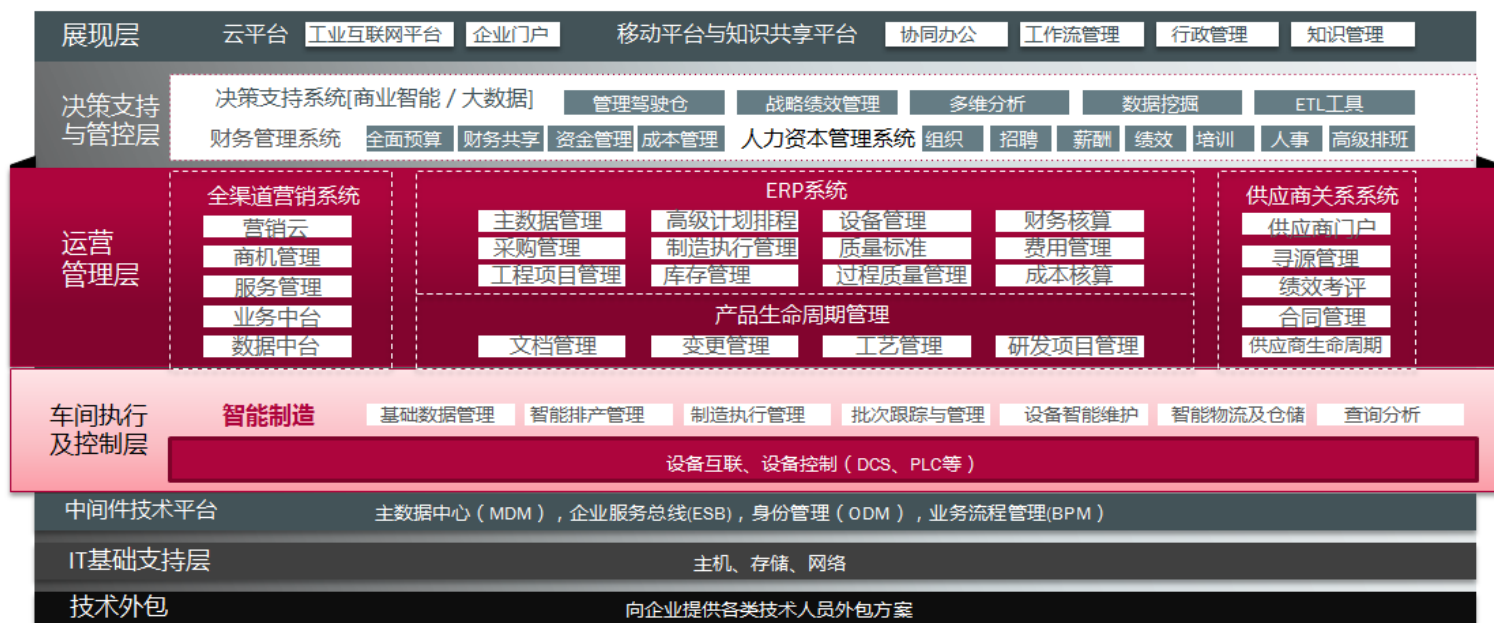 展现层 云平台 工业互联网平台 企业门户 移动平台与知识共享平台 协同办公 工作流管理 行政管理 知识管理
决策支持
与管控层
决策支持系统[商业智能 / 大数据] 管理驾驶仓 战略绩效管理 多维分析 数据挖掘 ETL工具
财务管理系统 全面预算 财务共享 资金管理 成本管理 人力资本管理系统 组织 招聘 薪酬 绩效 培训 人事 高级排班
运营
管理层
全渠道营销系统
营销云
商机管理
服务管理
业务中台
数据中台
ERP系统
主数据管理 高级计划排程 设备管理 财务核算
采购管理 制造执行管理 质量标准 费用管理
工程项目管理 库存管理 过程质量管理 成本核算
产品生命周期管理
文档管理 变更管理 工艺管理 研发项目管理
供应商关系系统
供应商门户
寻源管理
绩效考评
合同管理
供应商生命周期
车间执行
及控制层
智能制造 基础数据管理 智能排产管理 制造执行管理 批次跟踪与管理 设备智能维护 智能物流及仓储 查询分析
设备互联、设备控制（DCS、PLC等）
中间件技术平台 主数据中心（MDM），企业服务总线(ESB)，身份管理（ODM），业务流程管理(BPM)
IT基础支持层 主机、存储、网络
技术外包 向企业提供各类技术人员外包方案